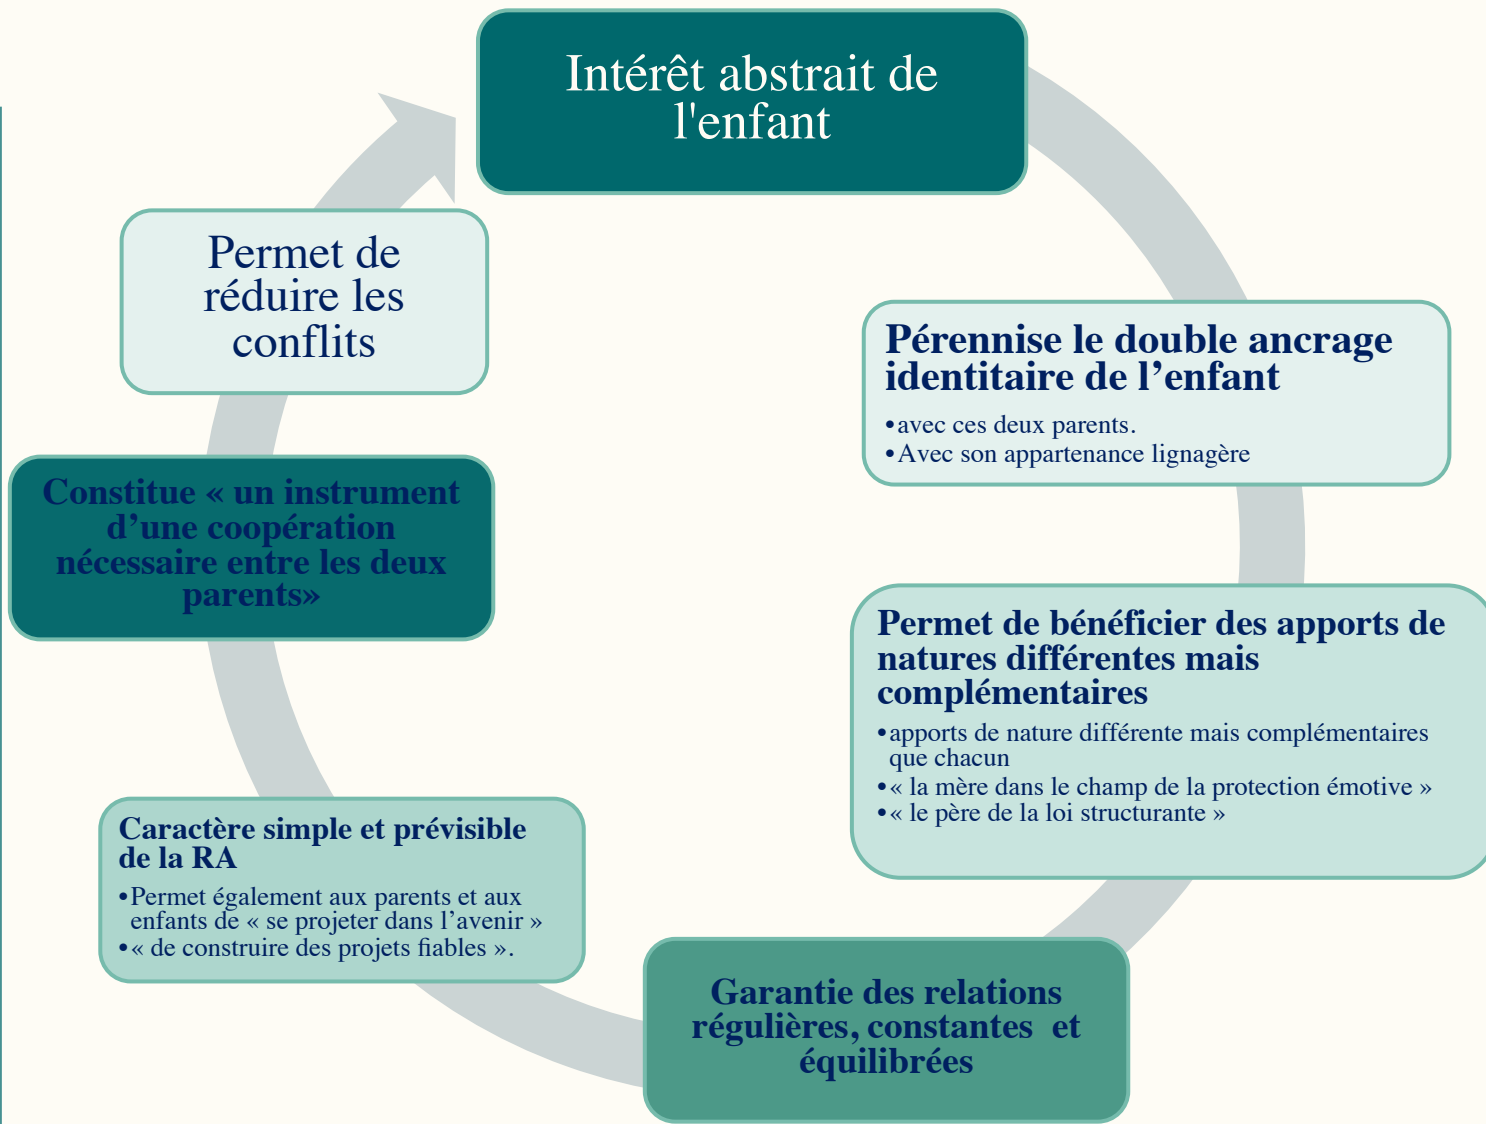 Intérêt abstrait de
l'enfant
Pérennise le double ancrage
identitaire de l’enfant
•avec ces deux parents.
•Avec son appartenance lignagère
Permet de bénéficier des apports de
natures différentes mais
complémentaires
•apports de nature différente mais complémentaires
que chacun
•« la mère dans le champ de la protection émotive »
•« le père de la loi structurante »
Garantie des relations
régulières, constantes et
équilibrées
Caractère simple et prévisible
de la RA
•Permet également aux parents et aux
enfants de « se projeter dans l’avenir »
•« de construire des projets fiables ».
Constitue « un instrument
d’une coopération
nécessaire entre les deux
parents»
Permet de
réduire les
conflits